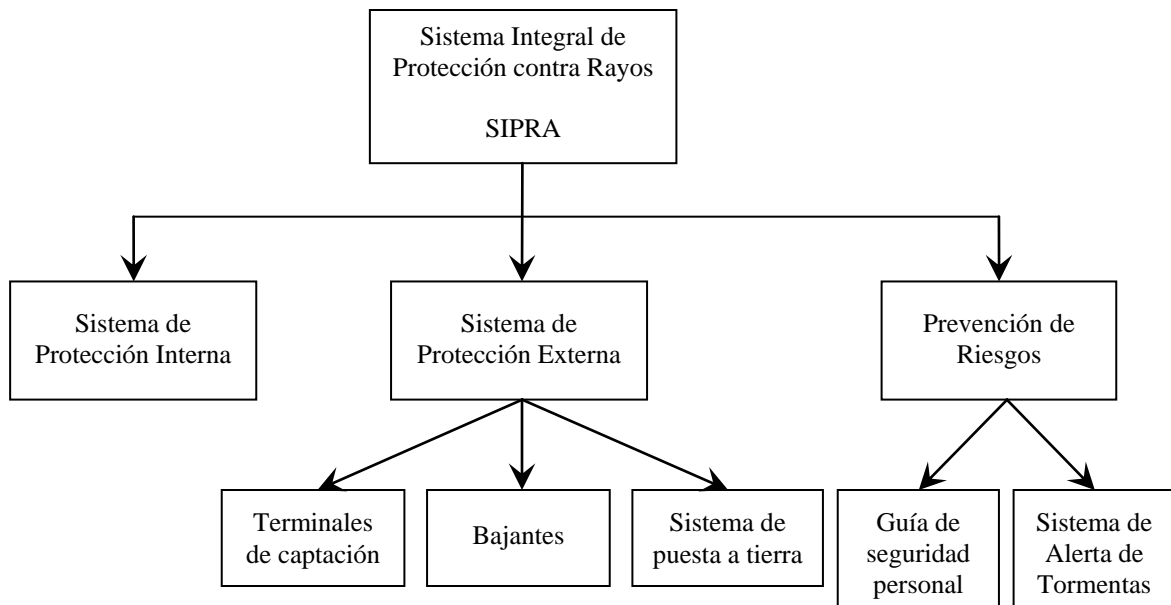 Sistema Integral de
Protección contra Rayos
SIPRA
Sistema de
Protección Interna
Sistema de
Protección Externa
Prevención de
Riesgos
Terminales
de captación
Bajantes
Sistema de
puesta a tierra
Guía de
seguridad
personal
Sistema de
Alerta de
Tormentas